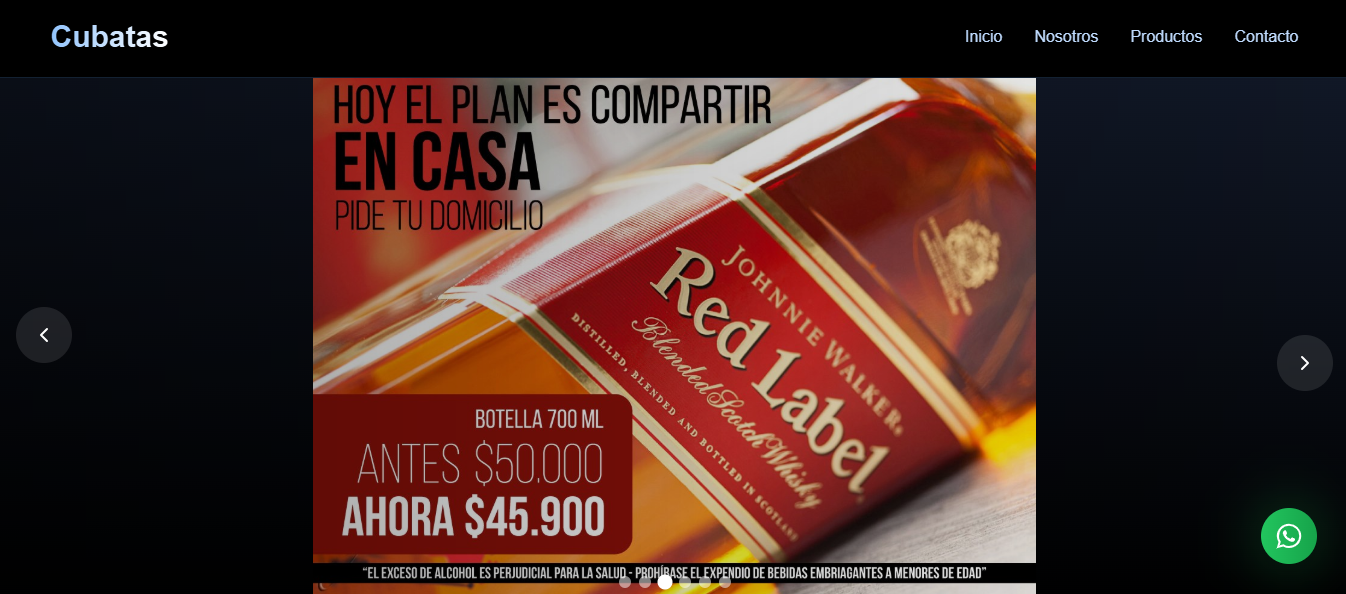 Cubatas
Inicio
Nosotros
Productos
Contacto
HOY EL PLAN ES COMPARTIR
EN CASA
PIDE TU DOMICILIO
JOHNNIE WALKER
Red Label
Blended Scotch Whisky
DISTILLED, BLENDED AND BOTTLED IN SCOTLAND
BOTELLA 700 ML
ANTES $50.000
AHORA $45.900
“EL EXCESO DE ALCOHOL ES PERJUDICIAL PARA LA SALUD - PROHÍBASE EL EXPENDIO DE BEBIDAS EMBRIAGANTES A MENORES DE EDAD”